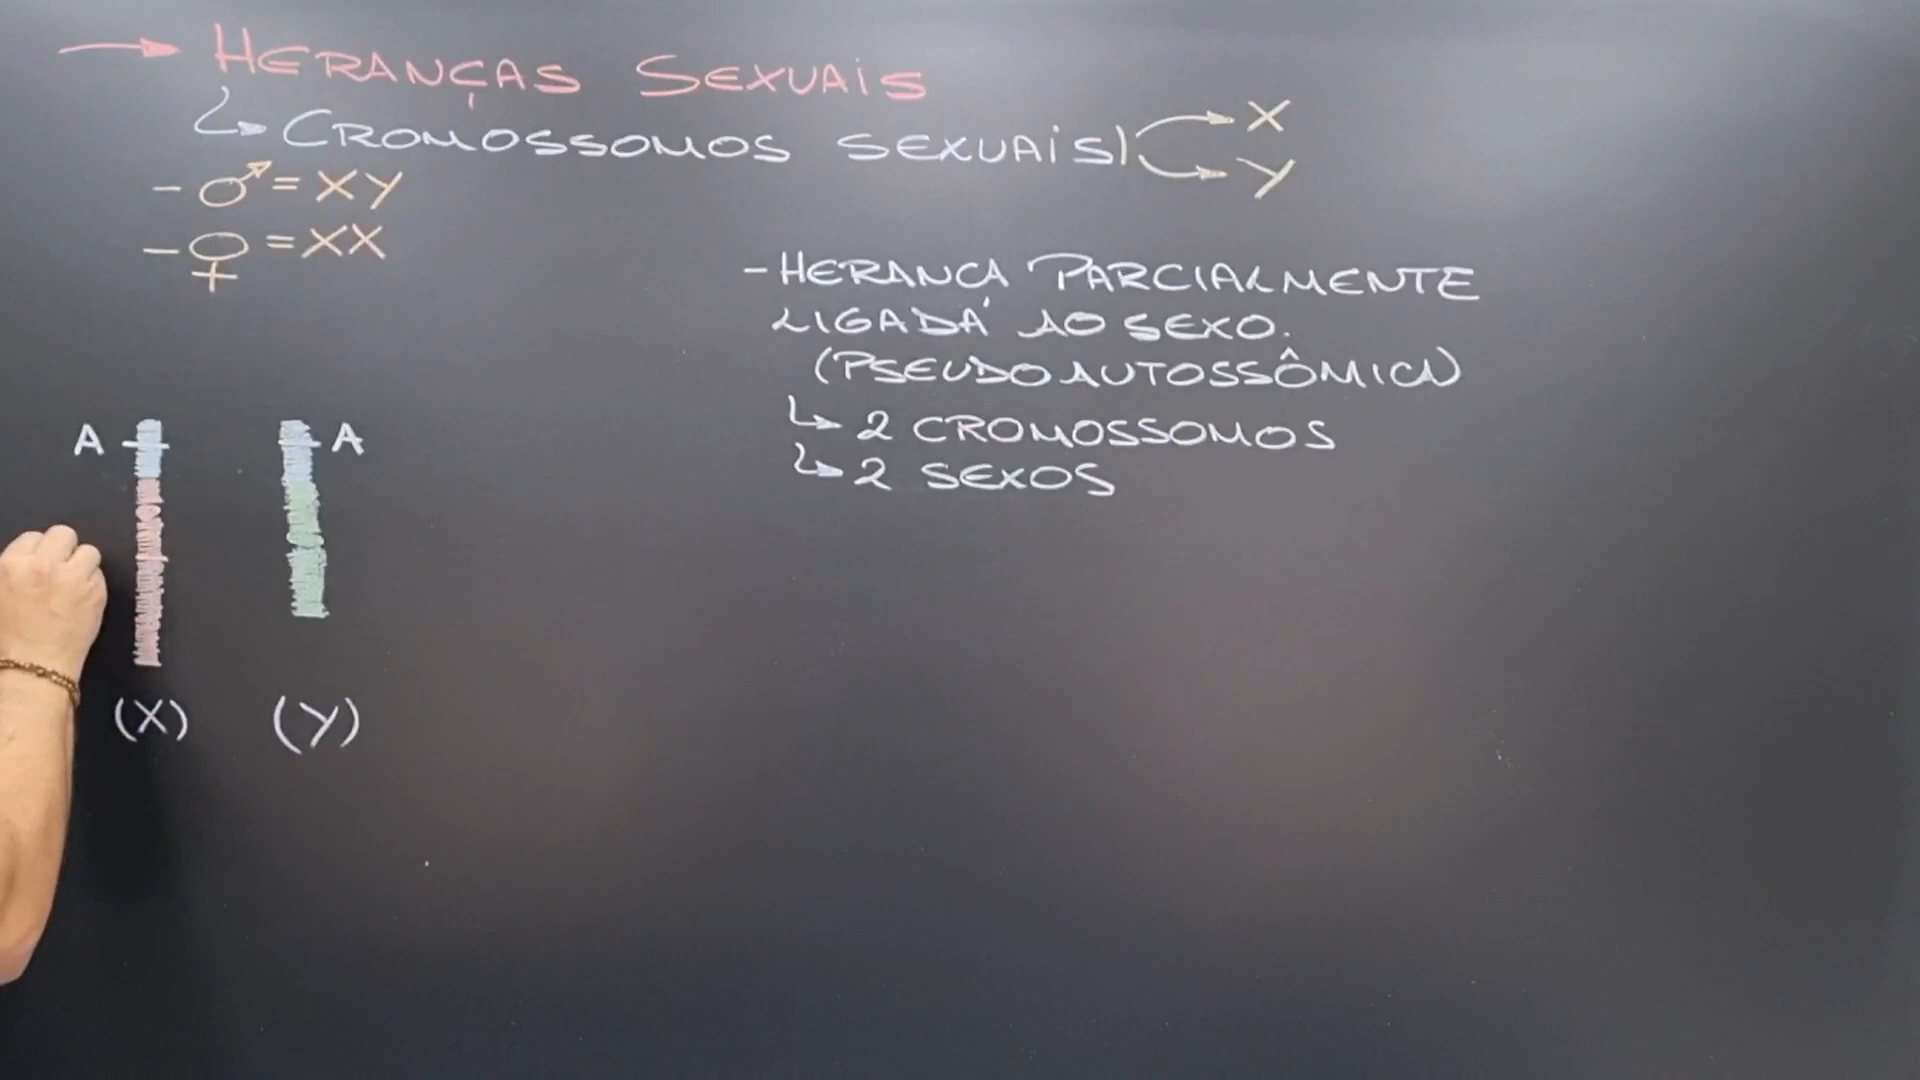 → HERANÇAS SEXUAIS
↳ CROMOSSOMOS SEXUAIS
X
Y
- ♂ = XY
- ♀ = XX
- HERANÇA PARCIALMENTE
LIGADA AO SEXO.
(PSEUDOAUTOSSÔMICA)
↳ 2 CROMOSSOMOS
↳ 2 SEXOS
A A
(X) (Y)